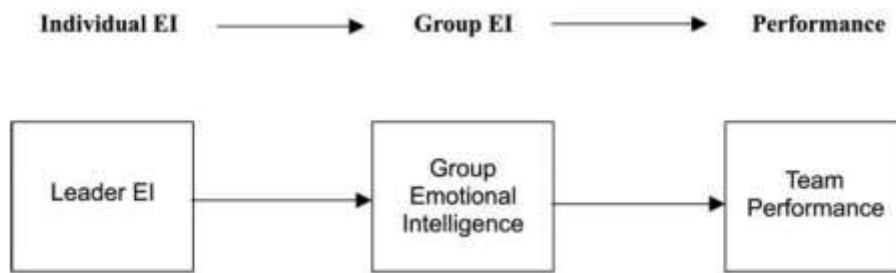 Individual EI Group EI Performance
Leader EI
Group
Emotional
Intelligence
Team
Performance